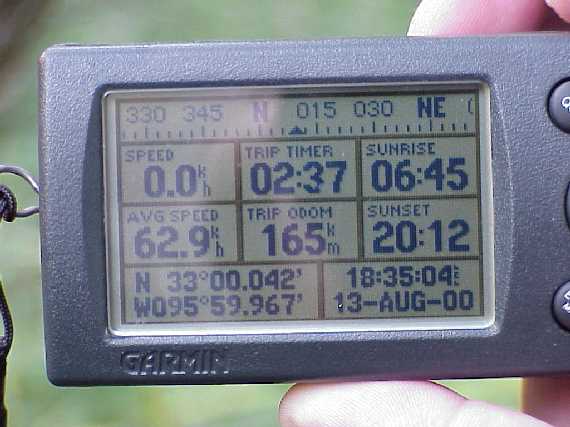 330 345 N 015 030 NE
SPEED TRIP TIMER SUNRISE
0.0 k/h 02:37 06:45
AVG SPEED TRIP ODOM SUNSET
62.9 k/h 165 km 20:12
N 33°00.042' 18:35:04
W095°59.967' 13-AUG-00
GARMIN